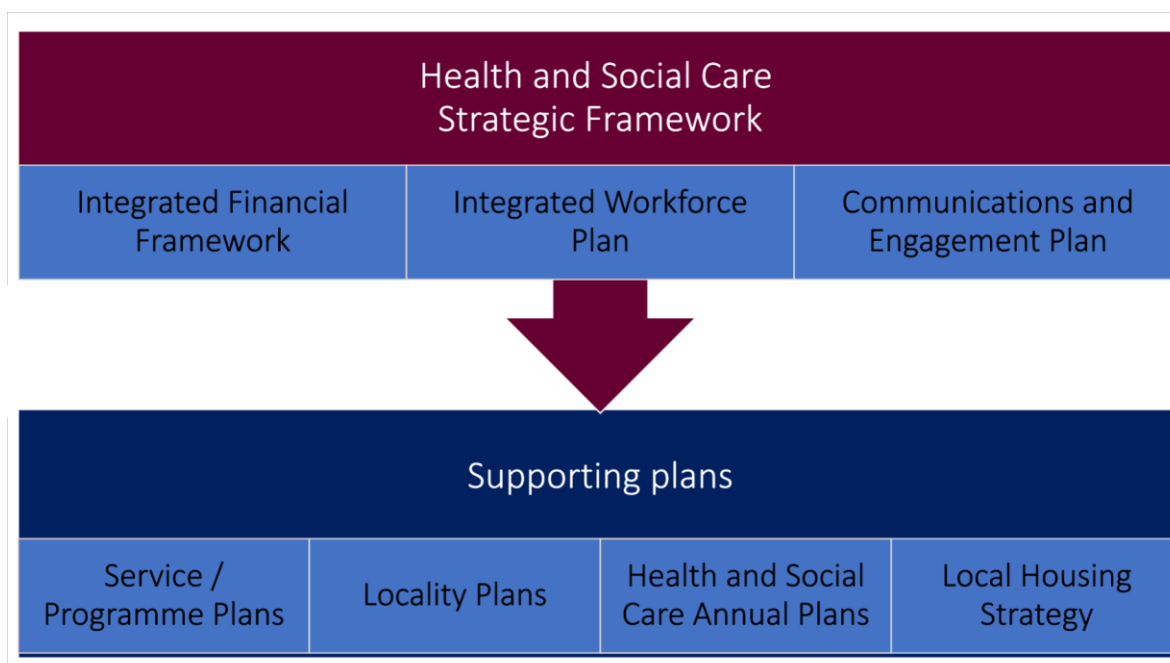 Health and Social Care
Strategic Framework
Integrated Financial
Framework
Integrated Workforce
Plan
Communications and
Engagement Plan
Supporting plans
Service /
Programme Plans
Locality Plans
Health and Social
Care Annual Plans
Local Housing
Strategy